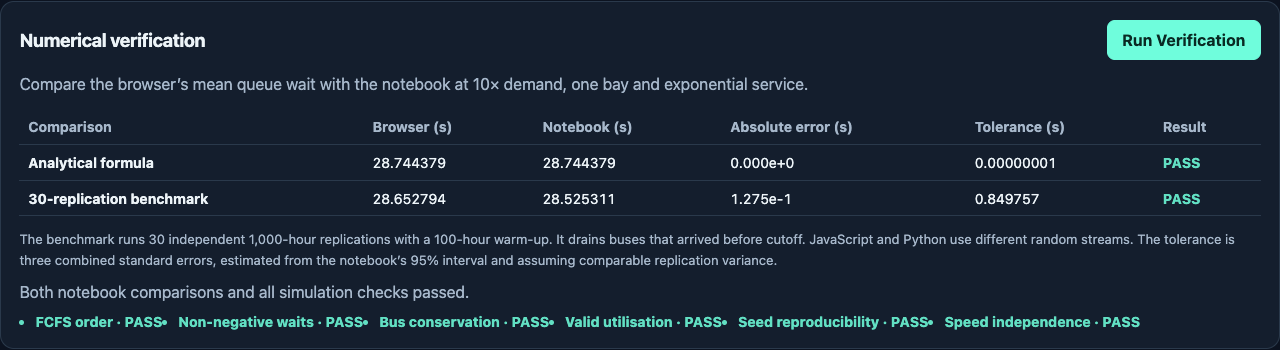 Numerical verification
Run Verification
Compare the browser’s mean queue wait with the notebook at 10× demand, one bay and exponential service.
Comparison Browser (s) Notebook (s) Absolute error (s) Tolerance (s) Result
Analytical formula 28.744379 28.744379 0.000e+0 0.00000001 PASS
30-replication benchmark 28.652794 28.525311 1.275e-1 0.849757 PASS
The benchmark runs 30 independent 1,000-hour replications with a 100-hour warm-up. It drains buses that arrived before cutoff. JavaScript and Python use different random streams. The tolerance is
three combined standard errors, estimated from the notebook’s 95% interval and assuming comparable replication variance.
Both notebook comparisons and all simulation checks passed.
• FCFS order · PASS• Non-negative waits · PASS• Bus conservation · PASS• Valid utilisation · PASS• Seed reproducibility · PASS• Speed independence · PASS